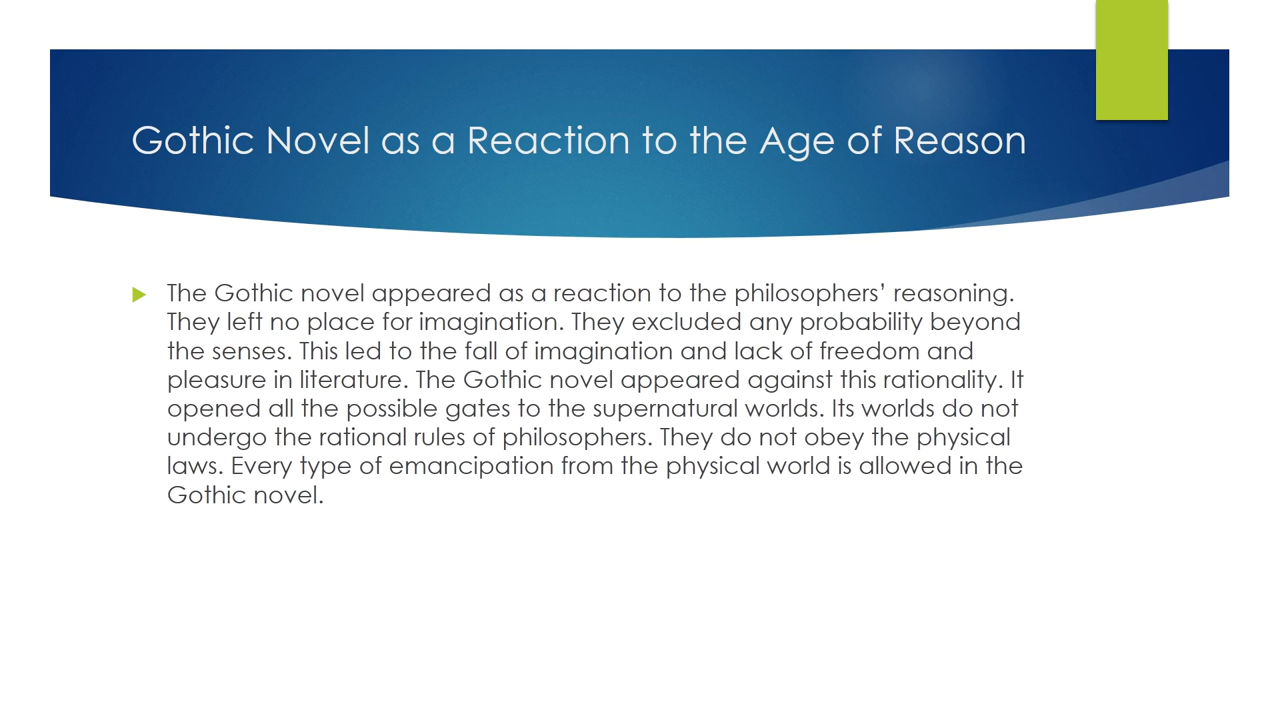 Gothic Novel as a Reaction to the Age of Reason
The Gothic novel appeared as a reaction to the philosophers’ reasoning.
They left no place for imagination. They excluded any probability beyond
the senses. This led to the fall of imagination and lack of freedom and
pleasure in literature. The Gothic novel appeared against this rationality. It
opened all the possible gates to the supernatural worlds. Its worlds do not
undergo the rational rules of philosophers. They do not obey the physical
laws. Every type of emancipation from the physical world is allowed in the
Gothic novel.